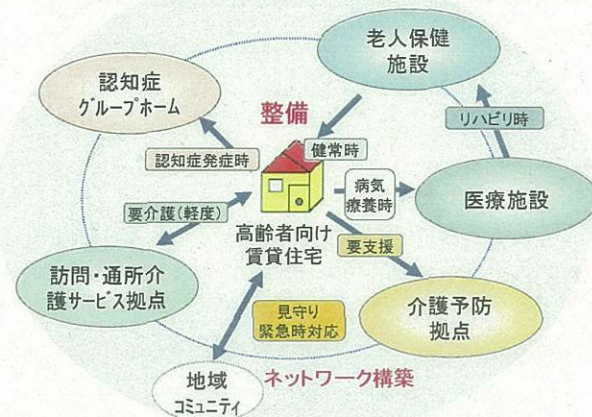 老人保健
施設
認知症
グループホーム
整備
リハビリ時
健常時
認知症発症時
病気
療養時
医療施設
要介護(軽度)
高齢者向け
賃貸住宅
要支援
訪問・通所介
護サービス拠点
見守り
緊急時対応
介護予防
拠点
地域
コミュニティ
ネットワーク構築